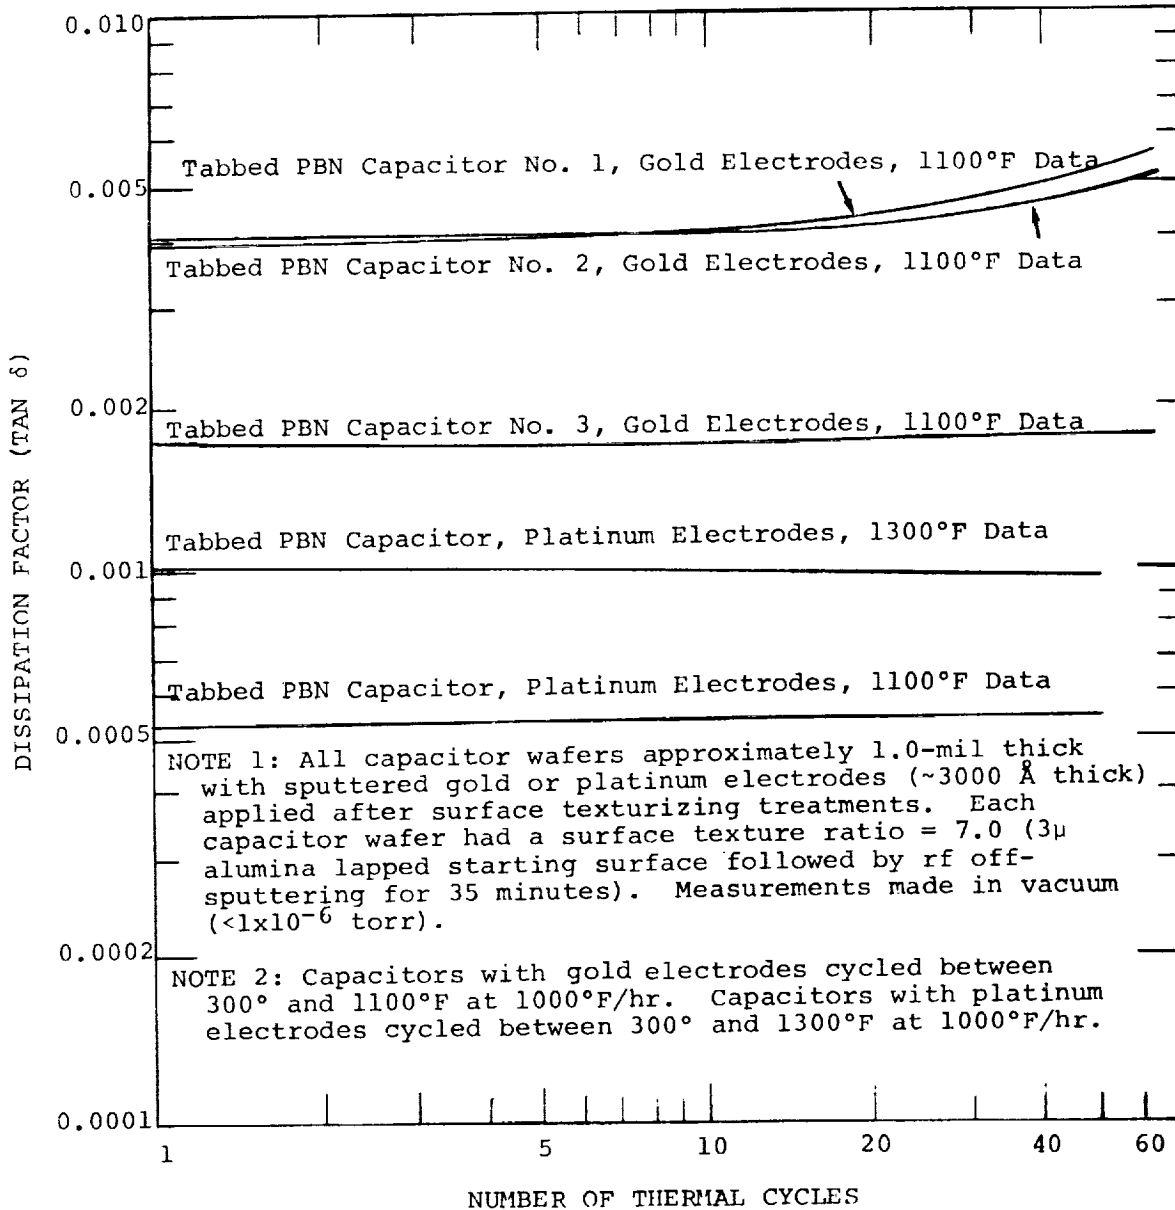 0.010
Tabbed PBN Capacitor No. 1, Gold Electrodes, 1100°F Data
0.005
Tabbed PBN Capacitor No. 2, Gold Electrodes, 1100°F Data
DISSIPATION FACTOR (TAN δ)
0.002
Tabbed PBN Capacitor No. 3, Gold Electrodes, 1100°F Data
Tabbed PBN Capacitor, Platinum Electrodes, 1300°F Data
0.001
Tabbed PBN Capacitor, Platinum Electrodes, 1100°F Data
0.0005
NOTE 1: All capacitor wafers approximately 1.0-mil thick
with sputtered gold or platinum electrodes (~3000 Å thick)
applied after surface texturizing treatments. Each
capacitor wafer had a surface texture ratio = 7.0 (3μ
alumina lapped starting surface followed by rf off-
sputtering for 35 minutes). Measurements made in vacuum
(<1x10⁻⁶ torr).
0.0002
NOTE 2: Capacitors with gold electrodes cycled between
300° and 1100°F at 1000°F/hr. Capacitors with platinum
electrodes cycled between 300° and 1300°F at 1000°F/hr.
0.0001
1 5 10 20 40 60
NUMBER OF THERMAL CYCLES